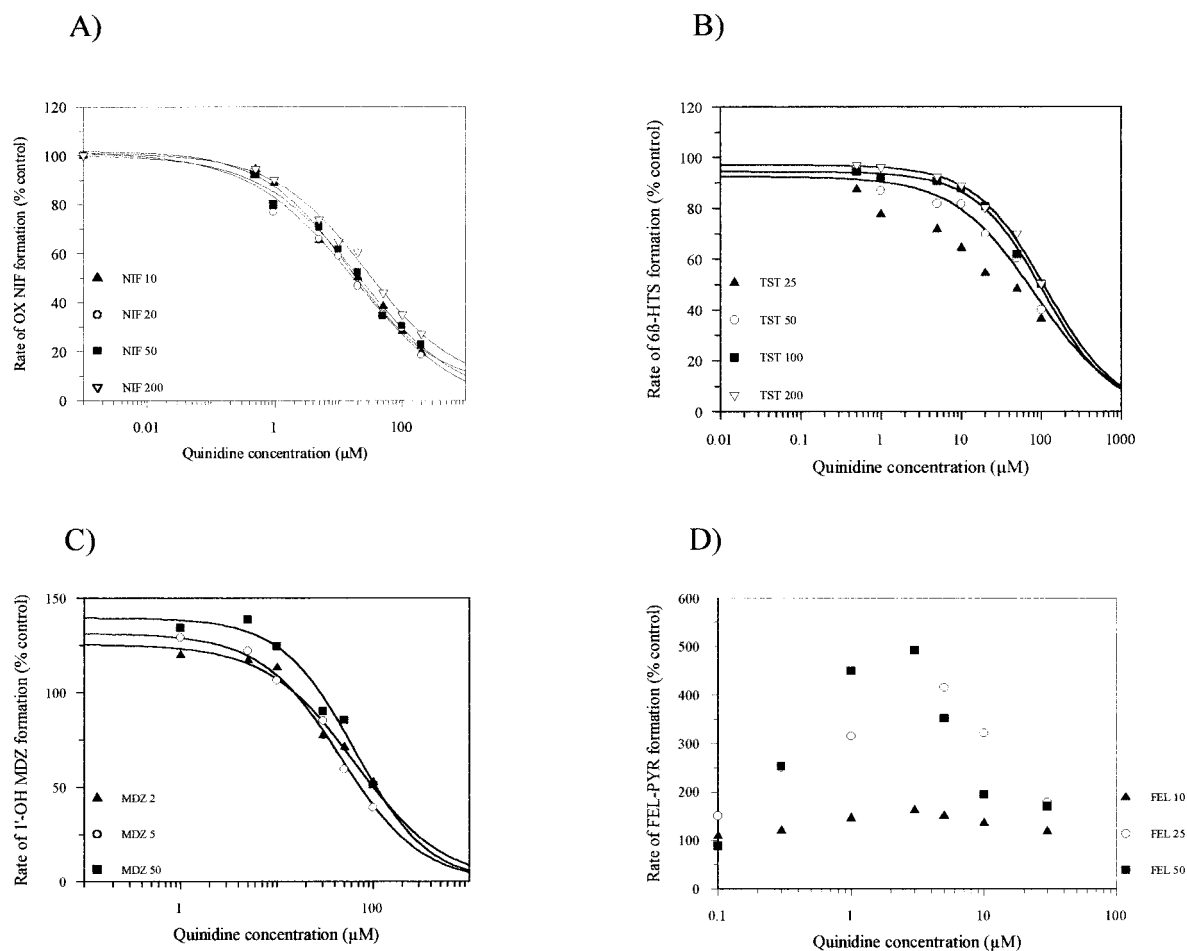 A)
Rate of OX NIF formation (% control)
120
100
80
60
40
20
0
NIF 10
NIF 20
NIF 50
NIF 200
0.01 1 100
Quinidine concentration (µM)
B)
Rate of 6ß-HTS formation (% control)
120
100
80
60
40
20
0
TST 25
TST 50
TST 100
TST 200
0.01 0.1 1 10 100 1000
Quinidine concentration (µM)
C)
Rate of 1'-OH MDZ formation (% control)
150
100
50
0
MDZ 2
MDZ 5
MDZ 50
1 100
Quinidine concentration (µM)
D)
Rate of FEL-PYR formation (% control)
600
500
400
300
200
100
0
FEL 10
FEL 25
FEL 50
0.1 1 10 100
Quinidine concentration (µM)